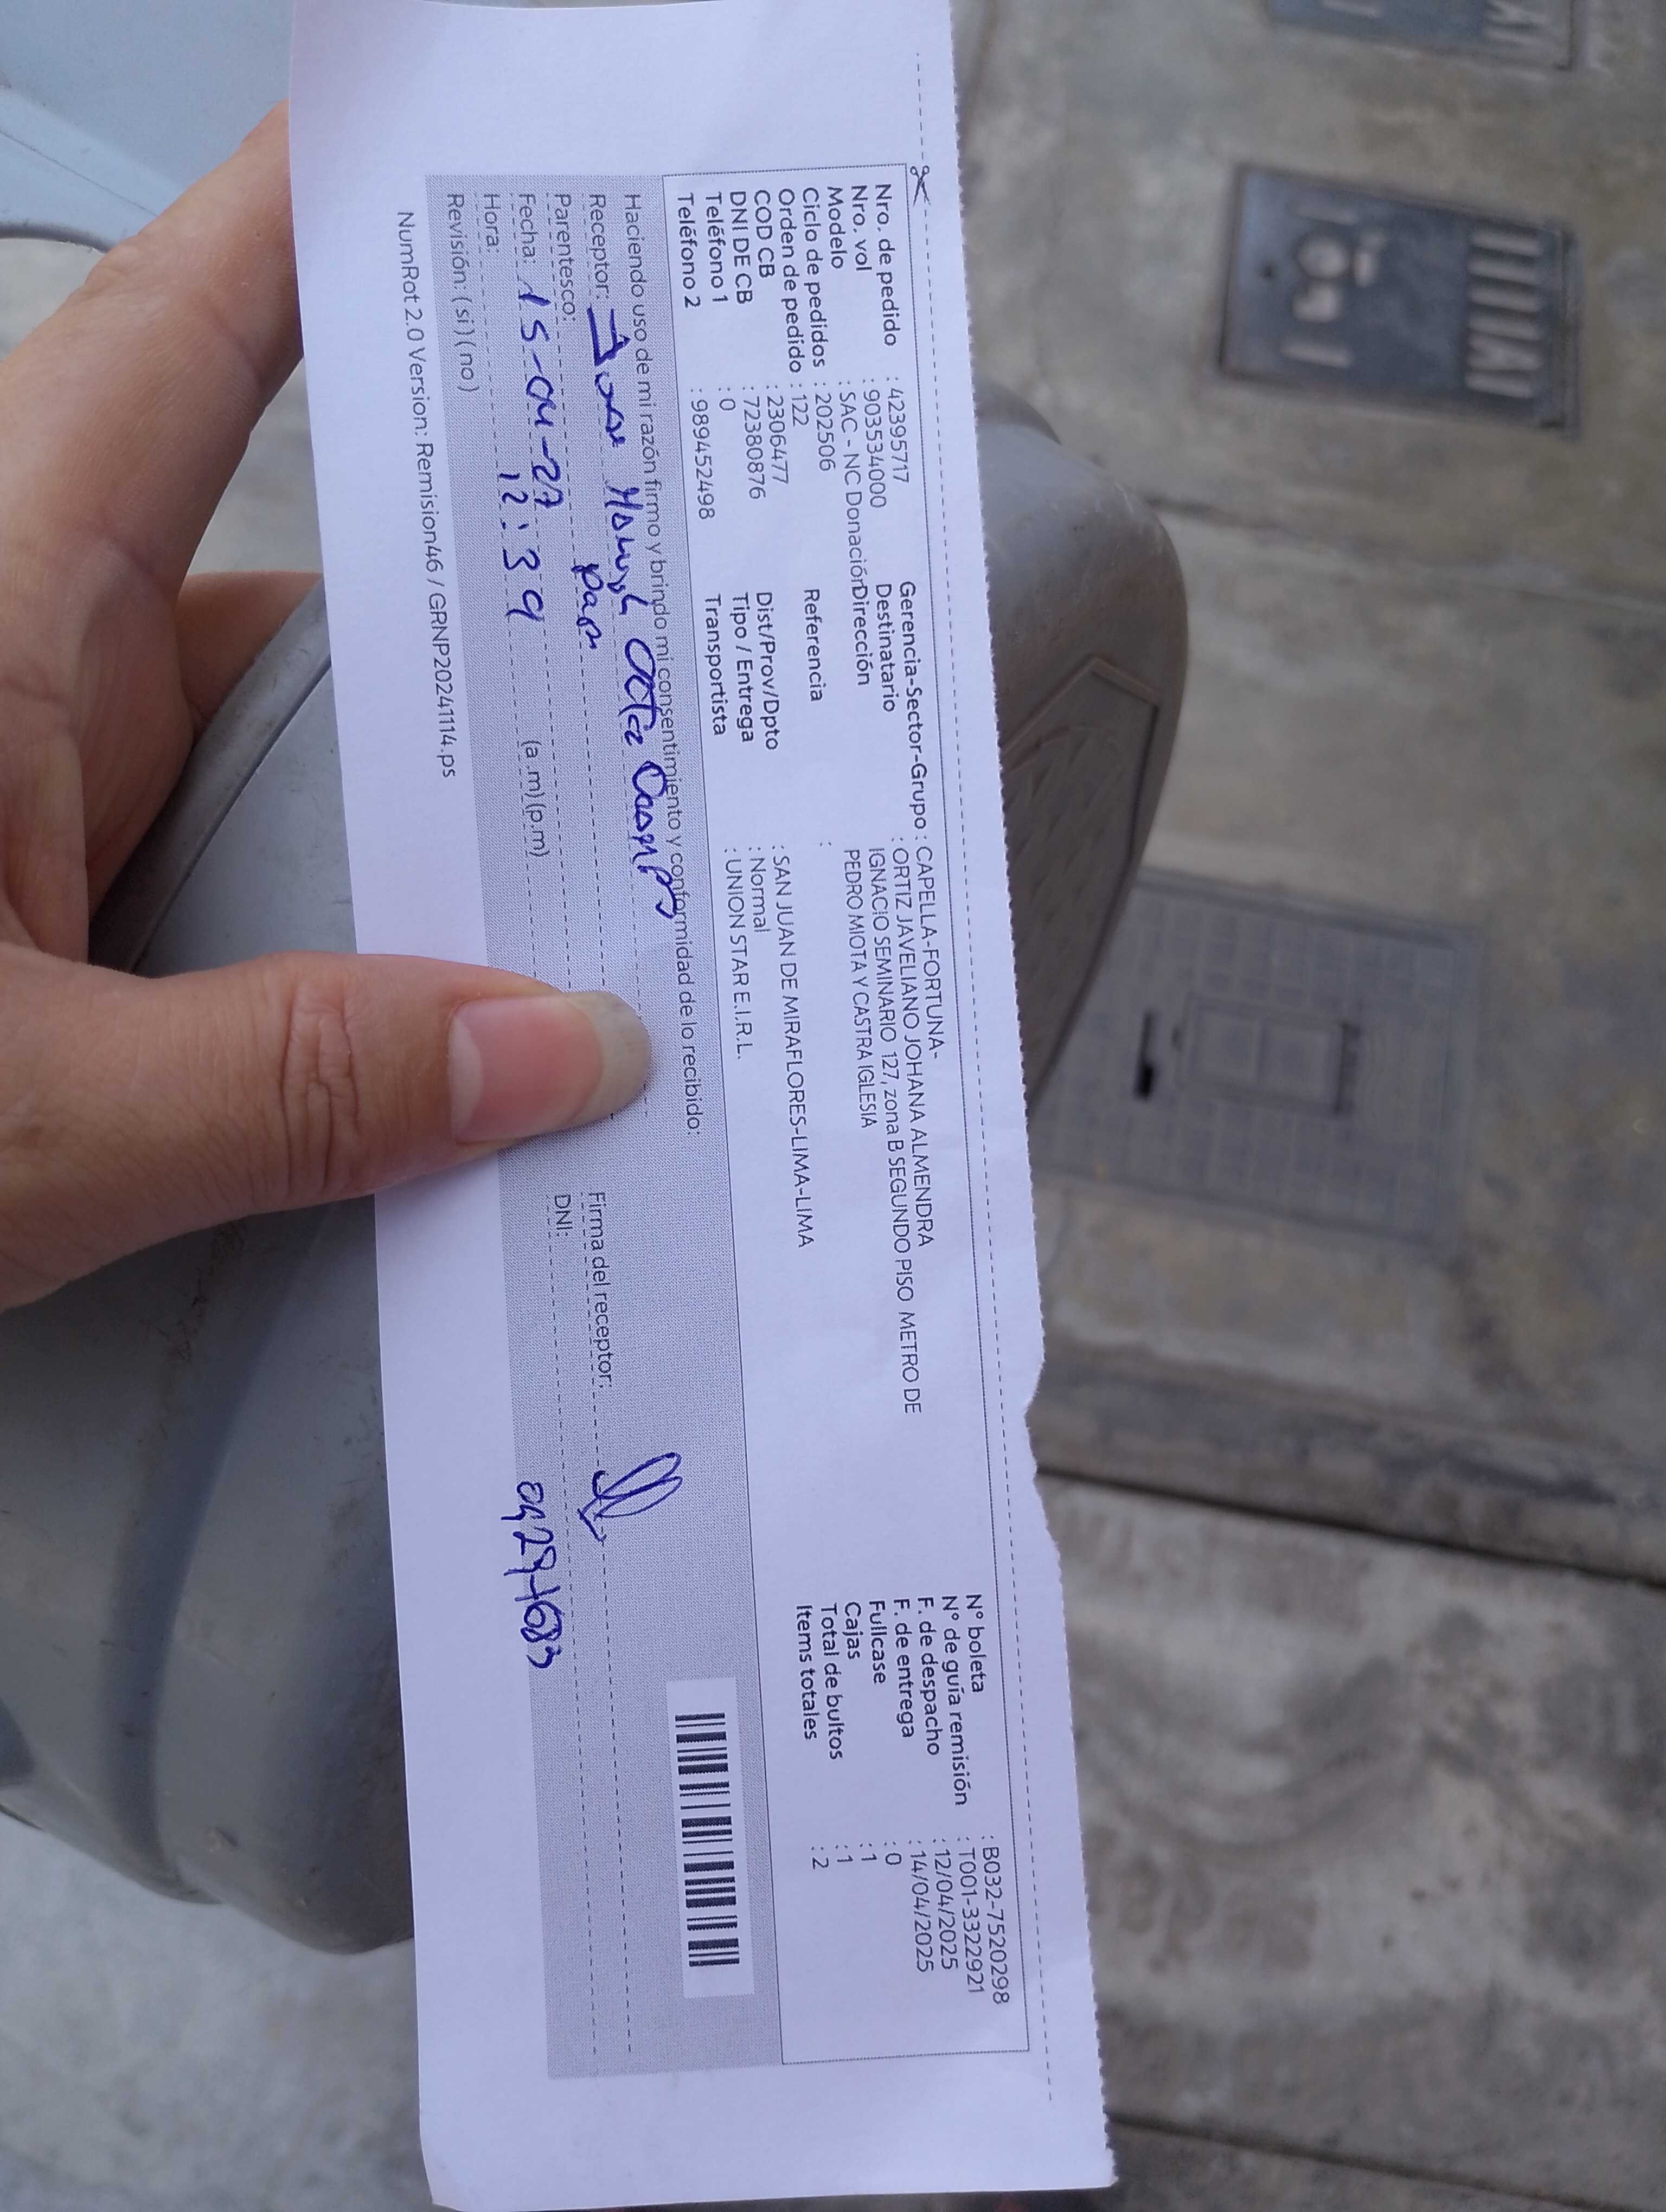 Nro. de pedido : 42395717
Nro. vol : 903534000
Modelo : SAC - NC Donación
Ciclo de pedidos : 202506
Orden de pedido : 122
COD CB : 2306477
DNI DE CB : 72380876
Teléfono 1 : 0
Teléfono 2 : 989452498
Gerencia-Sector-Grupo : CAPELLA-FORTUNA-
Destinatario : ORTIZ JAVELIANO JOHANA ALMENDRA
Dirección IGNACIO SEMINARIO 127, zona B SEGUNDO PISO METRO DE
PEDRO MIOTA Y CASTRA IGLESIA
Referencia :
Dist/Prov/Dpto : SAN JUAN DE MIRAFLORES-LIMA-LIMA
Tipo / Entrega : Normal
Transportista : UNION STAR E.I.R.L.
N° boleta : B032-7520298
N° de guía remisión : T001-3322921
F. de despacho : 12/04/2025
F. de entrega : 14/04/2025
Fullcase : 0
Cajas : 1
Total de bultos : 1
Items totales : 2
Haciendo uso de mi razón firmo y brindo mi consentimiento y conformidad de lo recibido:
Receptor: Jose
Parentesco: papa
Fecha: 15-04-
Hora: 12:39 (a.m) (p.m)
Revisión: (si) (no)
Firma del receptor:
DNI:
NumRot 2.0 Version: Remision46 / GRNP20241114.ps